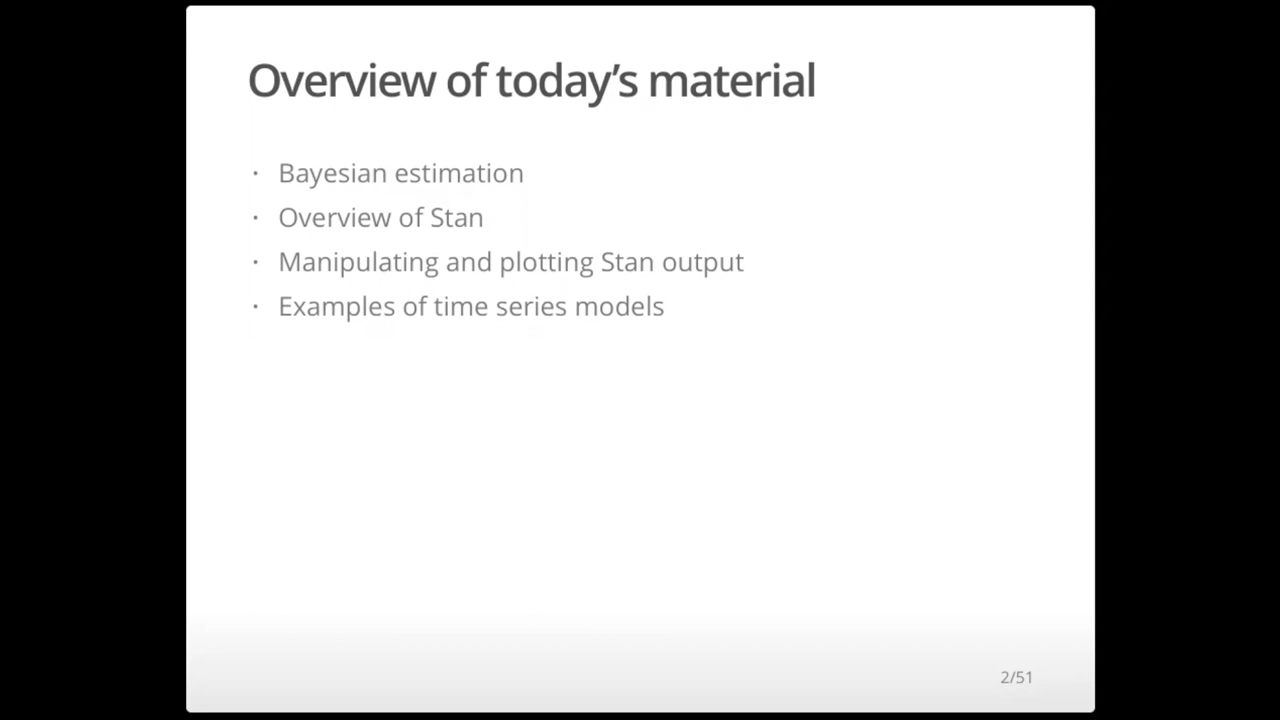 Overview of today’s material
· Bayesian estimation
· Overview of Stan
· Manipulating and plotting Stan output
· Examples of time series models
2/51